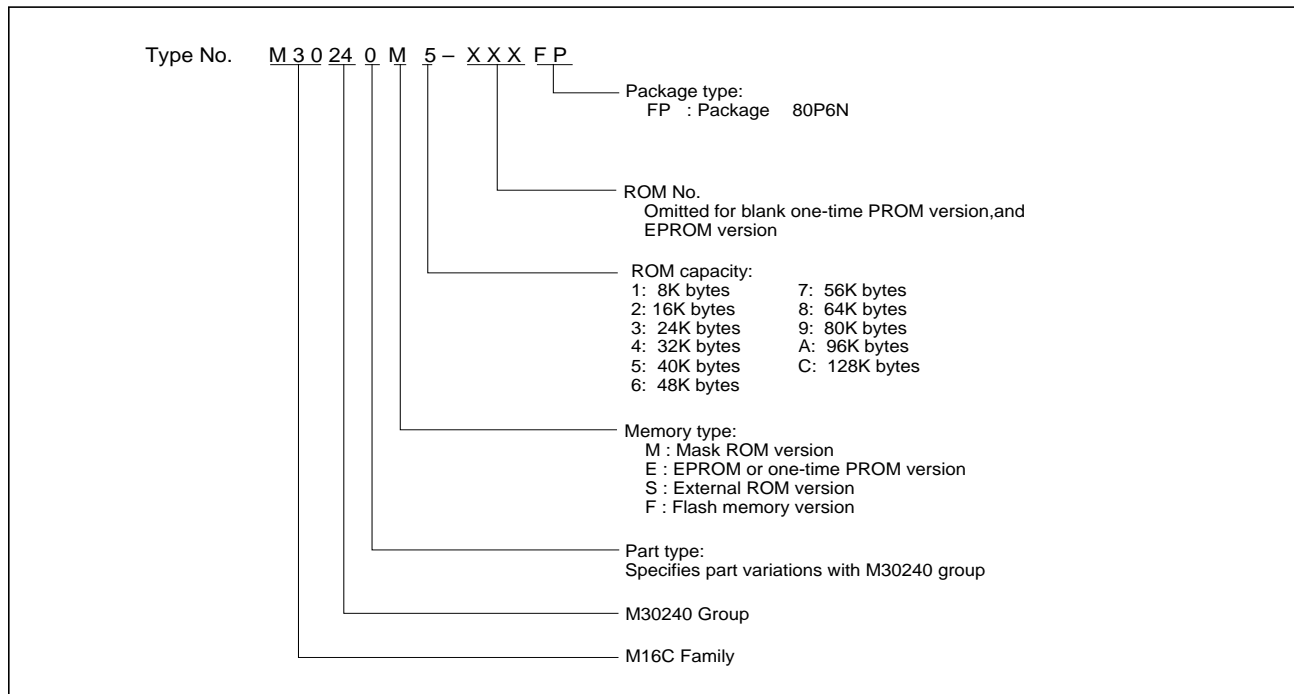 Type No. M 3 0 24 0 M 5 – X X X F P
Package type:
FP : Package 80P6N
ROM No.
Omitted for blank one-time PROM version,and
EPROM version
ROM capacity:
1: 8K bytes 7: 56K bytes
2: 16K bytes 8: 64K bytes
3: 24K bytes 9: 80K bytes
4: 32K bytes A: 96K bytes
5: 40K bytes C: 128K bytes
6: 48K bytes
Memory type:
M : Mask ROM version
E : EPROM or one-time PROM version
S : External ROM version
F : Flash memory version
Part type:
Specifies part variations with M30240 group
M30240 Group
M16C Family